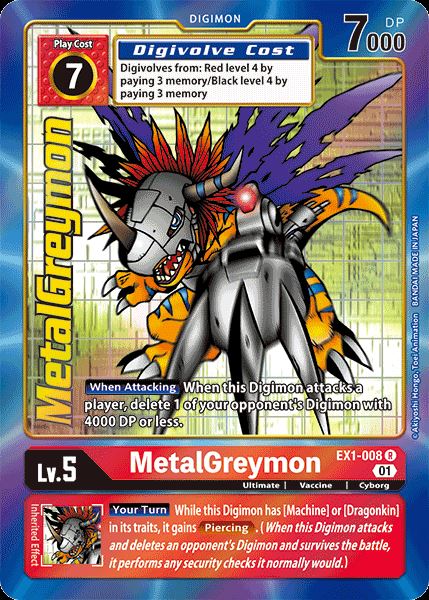 DIGIMON
Play Cost
7
Digivolve Cost
Digivolves from: Red level 4 by
paying 3 memory/Black level 4 by
paying 3 memory
7000
DP
MetalGreymon
©Akiyoshi Hongo, Toei Animation BANDAI MADE IN JAPAN
When Attacking When this Digimon attacks a
player, delete 1 of your opponent's Digimon with
4000 DP or less.
Lv.5
MetalGreymon
EX1-008 R
01
Ultimate | Vaccine | Cyborg
Inherited Effect
Your Turn While this Digimon has [Machine] or [Dragonkin]
in its traits, it gains Piercing. (When this Digimon attacks
and deletes an opponent's Digimon and survives the battle,
it performs any security checks it normally would.)